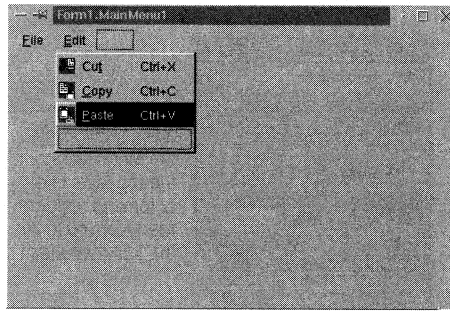 Form1.MainMenu1
File Edit
Cut Ctrl+X
Copy Ctrl+C
Paste Ctrl+V